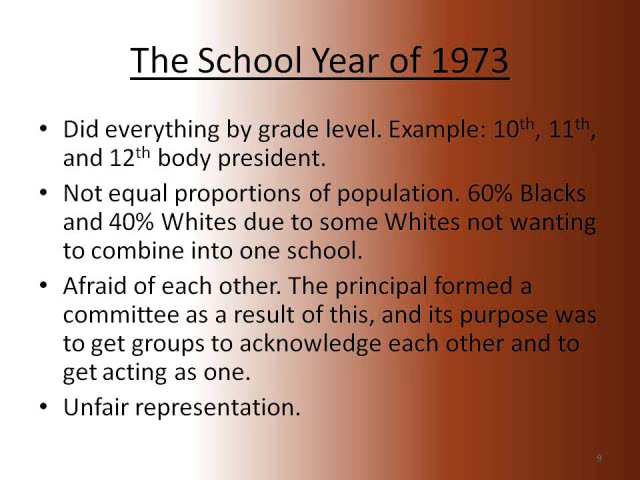 The School Year of 1973
• Did everything by grade level. Example: 10th, 11th,
and 12th body president.
• Not equal proportions of population. 60% Blacks
and 40% Whites due to some Whites not wanting
to combine into one school.
• Afraid of each other. The principal formed a
committee as a result of this, and its purpose was
to get groups to acknowledge each other and to
get acting as one.
• Unfair representation.
9